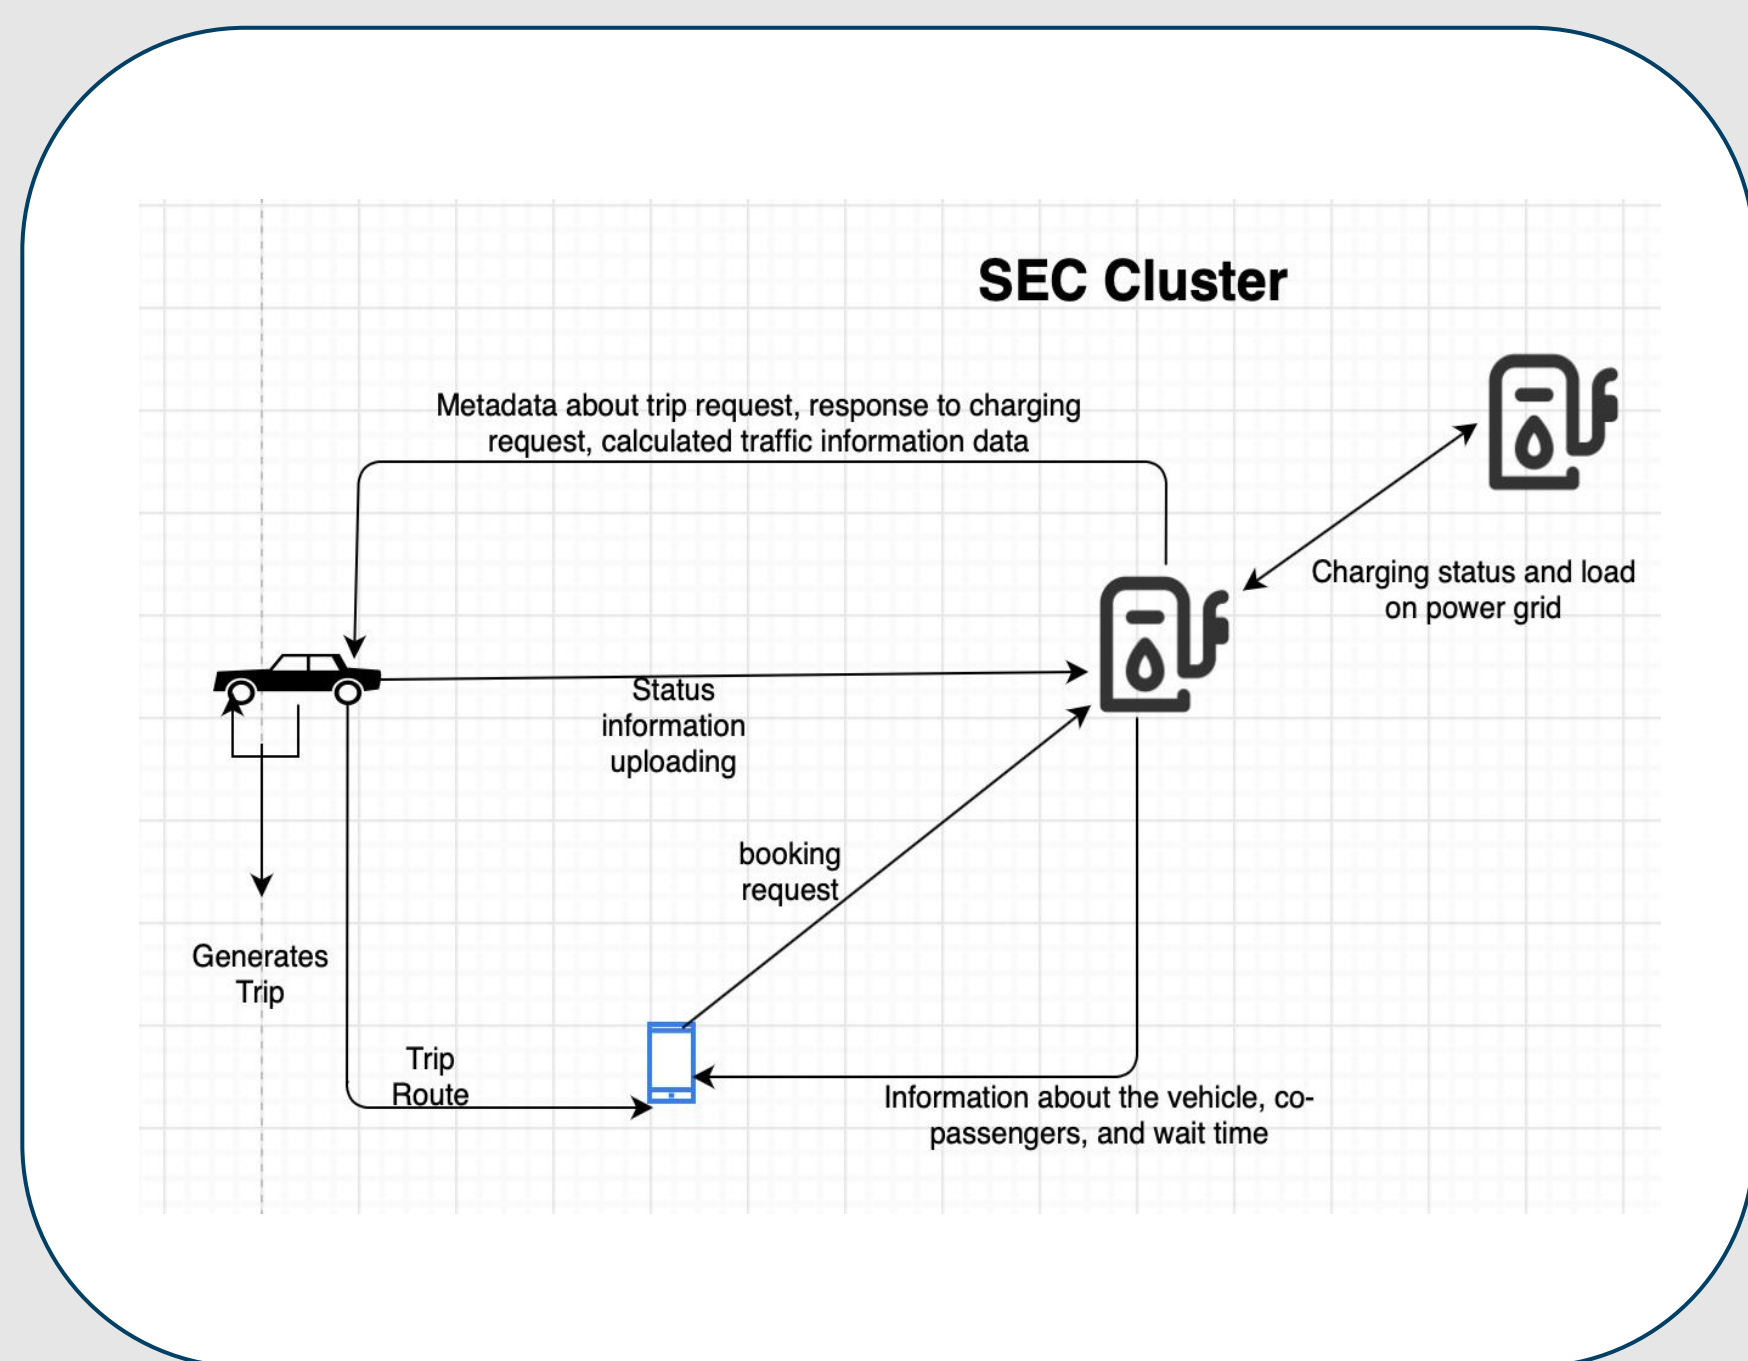 SEC Cluster
Metadata about trip request, response to charging
request, calculated traffic information data
Charging status and load
on power grid
Status
information
uploading
booking
request
Generates
Trip
Trip
Route
Information about the vehicle, co-
passengers, and wait time